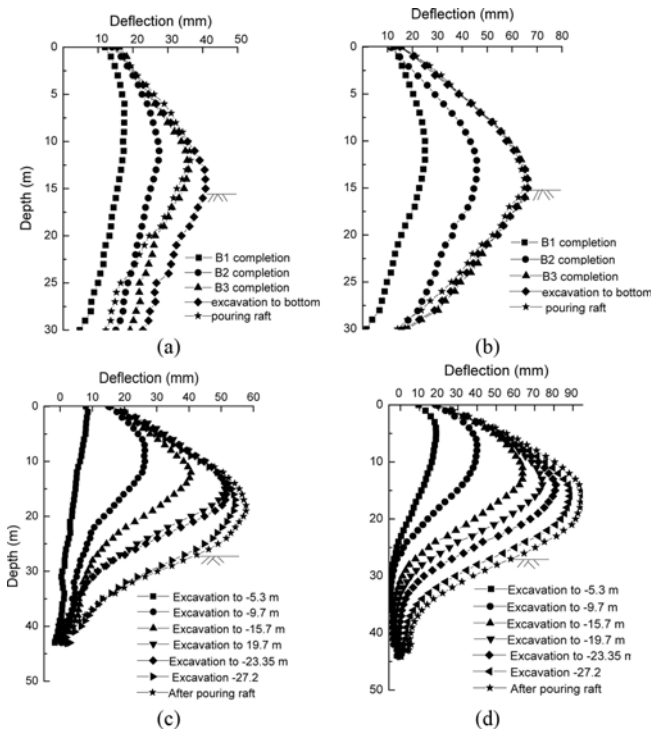 Deflection (mm)
0 10 20 30 40 50
0
5
10
15
20
25
30
Depth (m)
B1 completion
B2 completion
B3 completion
excavation to bottom
pouring raft
(a)
Deflection (mm)
0 10 20 30 40 50 60 70 80
0
5
10
15
20
25
30
B1 completion
B2 completion
B3 completion
excavation to bottom
pouring raft
(b)
Deflection (mm)
0 10 20 30 40 50 60
0
10
20
30
40
50
Depth (m)
Excavation to -5.3 m
Excavation to -9.7 m
Excavation to -15.7 m
Excavation to 19.7 m
Excavation to -23.35 m
Excavation -27.2
After pouring raft
(c)
Deflection (mm)
0 10 20 30 40 50 60 70 80 90
0
10
20
30
40
50
Excavation to -5.3 m
Excavation to -9.7 m
Excavation to -15.7 m
Excavation to -19.7 m
Excavation to -23.35 m
Excavation -27.2
After pouring raft
(d)